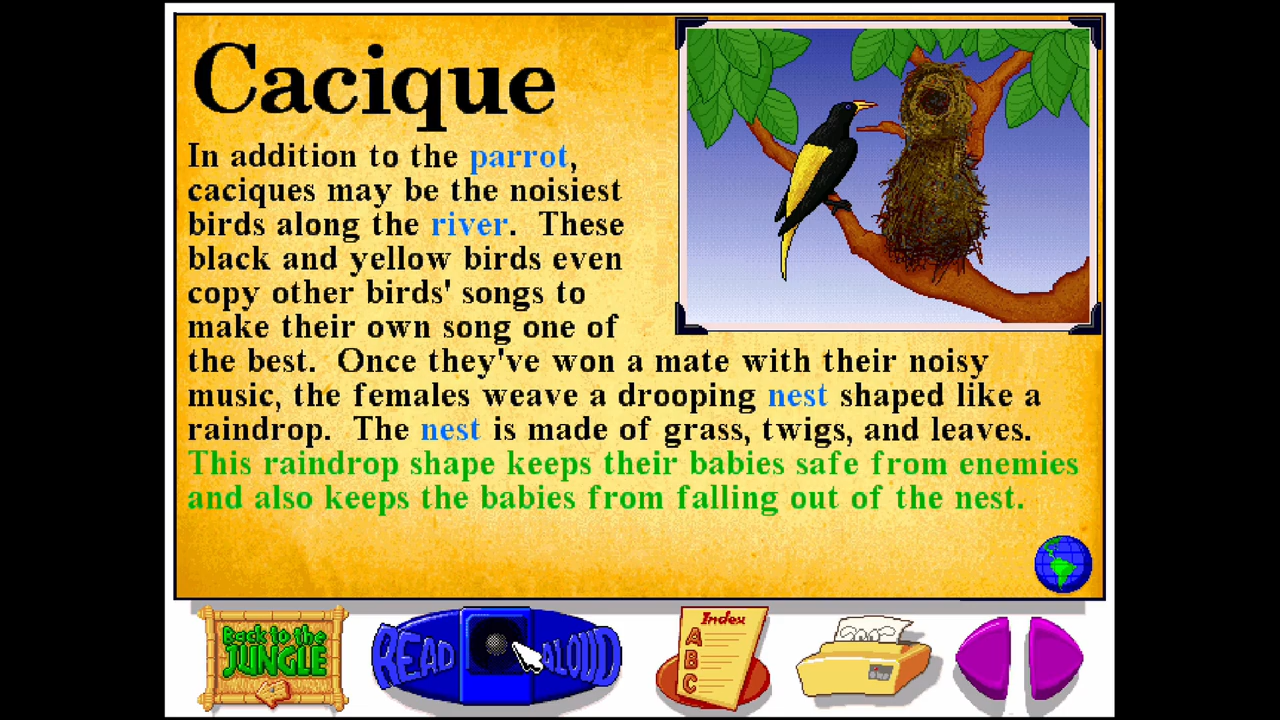 Cacique
In addition to the parrot,
caciques may be the noisiest
birds along the river.  These
black and yellow birds even
copy other birds' songs to
make their own song one of
the best.  Once they've won a mate with their noisy
music, the females weave a drooping nest shaped like a
raindrop.  The nest is made of grass, twigs, and leaves.
This raindrop shape keeps their babies safe from enemies
and also keeps the babies from falling out of the nest.
Back to the
JUNGLE
READ ALOUD
Index
A
B
C